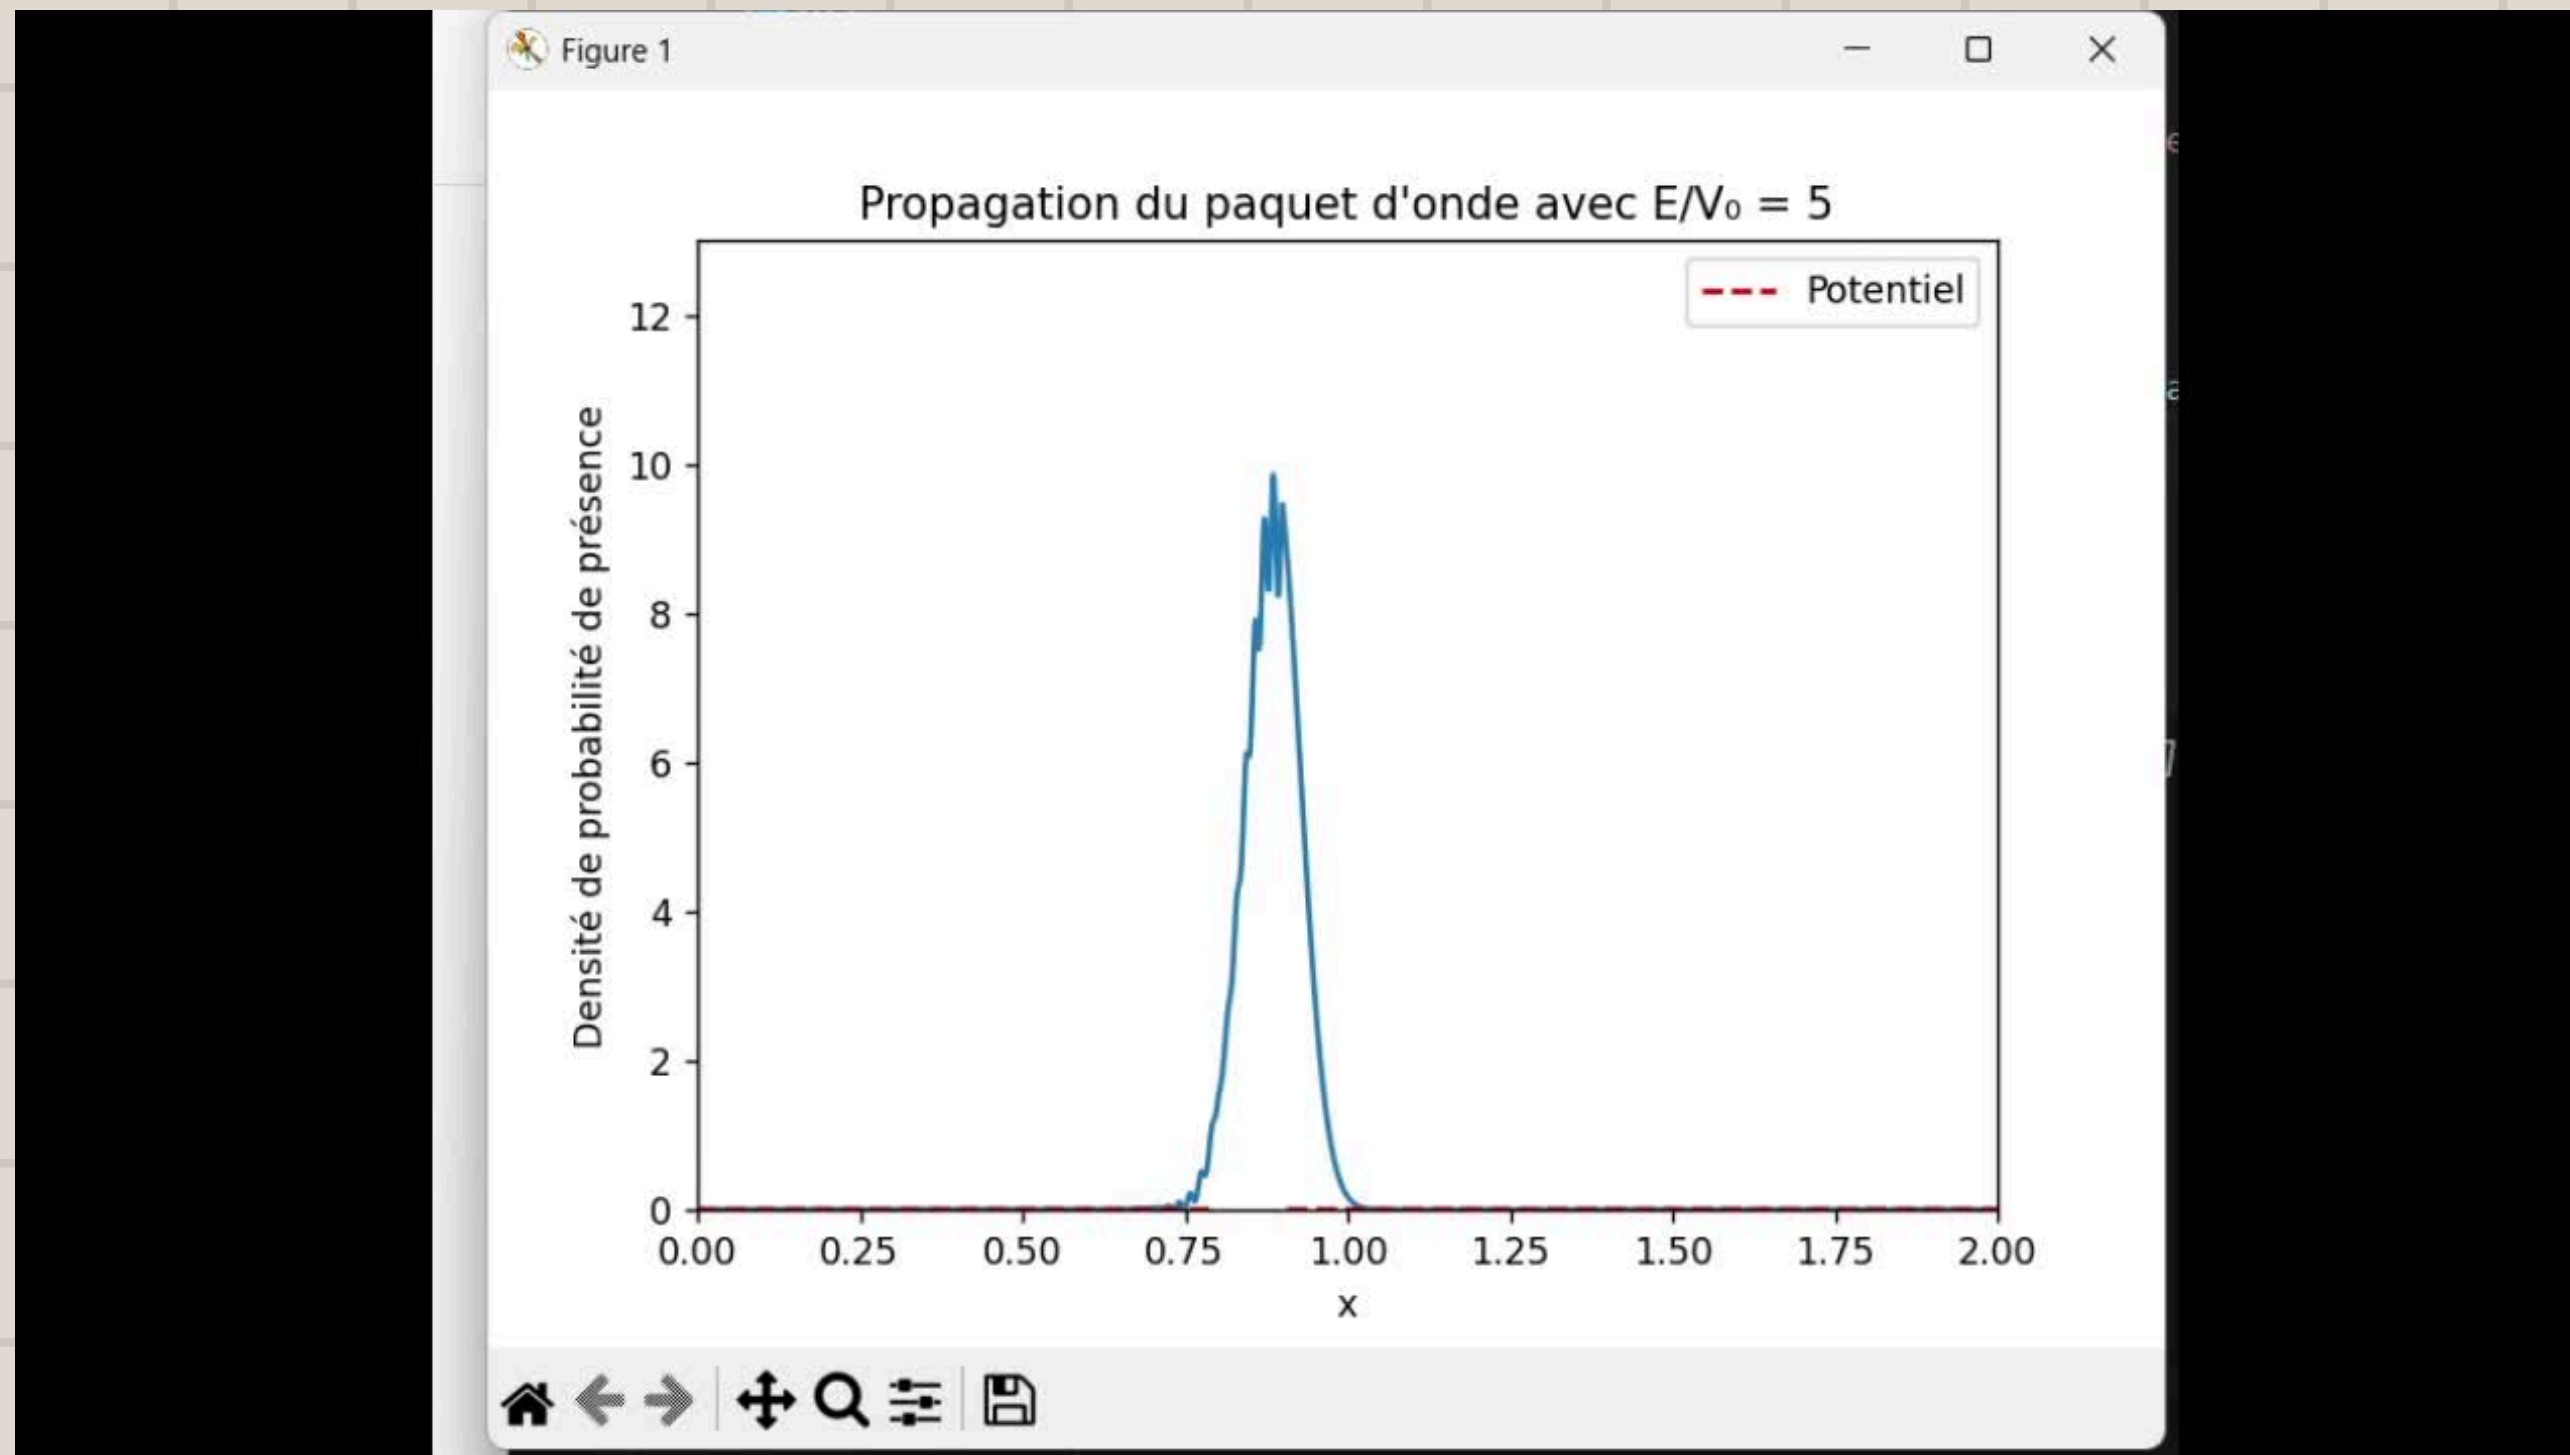 Figure 1
Propagation du paquet d'onde avec E/V₀ = 5
Potentiel
Densité de probabilité de présence
12
10
8
6
4
2
0
0.00 0.25 0.50 0.75 1.00 1.25 1.50 1.75 2.00
x